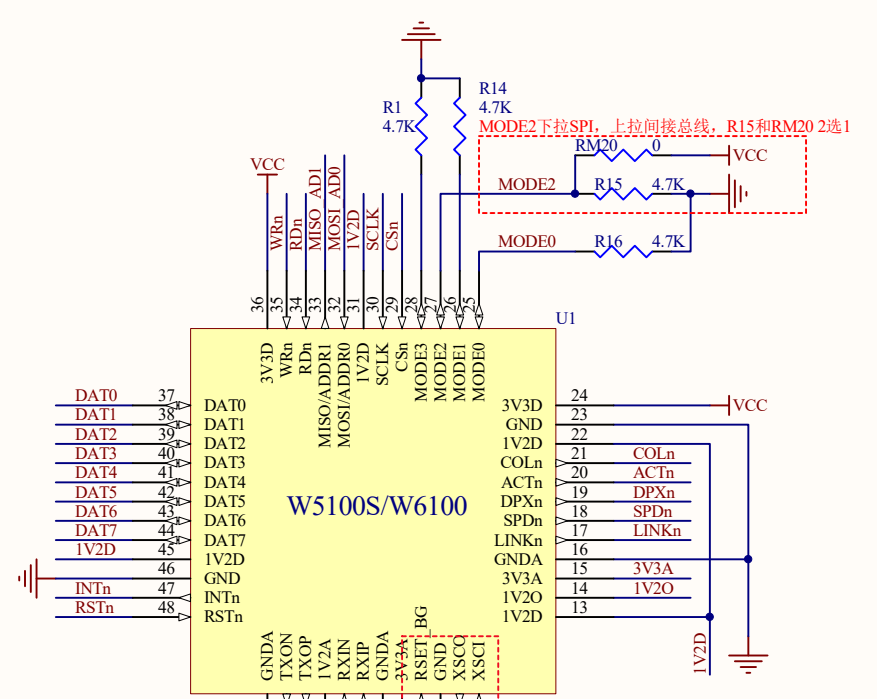 R1
4.7K
R14
4.7K
MODE2下拉SPI，上拉间接总线，R15和RM20 2选1
RM20 0
VCC
MODE2 R15 4.7K
MODE0 R16 4.7K
VCC
WRn
RDn
MISO_AD1
MOSI_AD0
1V2D
SCLK
CSn
36
35
34
33
32
31
30
29
28
27
26
25
U1
3V3D
WRn
RDn
MISO/ADDR1
MOSI/ADDR0
1V2D
SCLK
CSn
MODE3
MODE2
MODE1
MODE0
DAT0 37 DAT0
DAT1 38 DAT1
DAT2 39 DAT2
DAT3 40 DAT3
DAT4 41 DAT4
DAT5 42 DAT5
DAT6 43 DAT6
DAT7 44 DAT7
1V2D 45 1V2D
46 GND
INTn 47 INTn
RSTn 48 RSTn
W5100S/W6100
3V3D 24 VCC
GND 23
1V2D 22
COLn 21 COLn
ACTn 20 ACTn
DPXn 19 DPXn
SPDn 18 SPDn
LINKn 17 LINKn
GNDA 16
3V3A 15 3V3A
1V2O 14 1V2O
1V2D 13
1V2D
GNDA
TXON
TXOP
1V2A
RXIN
RXIP
GNDA
3V3A
RSET_BG
GND
XSCO
XSCI